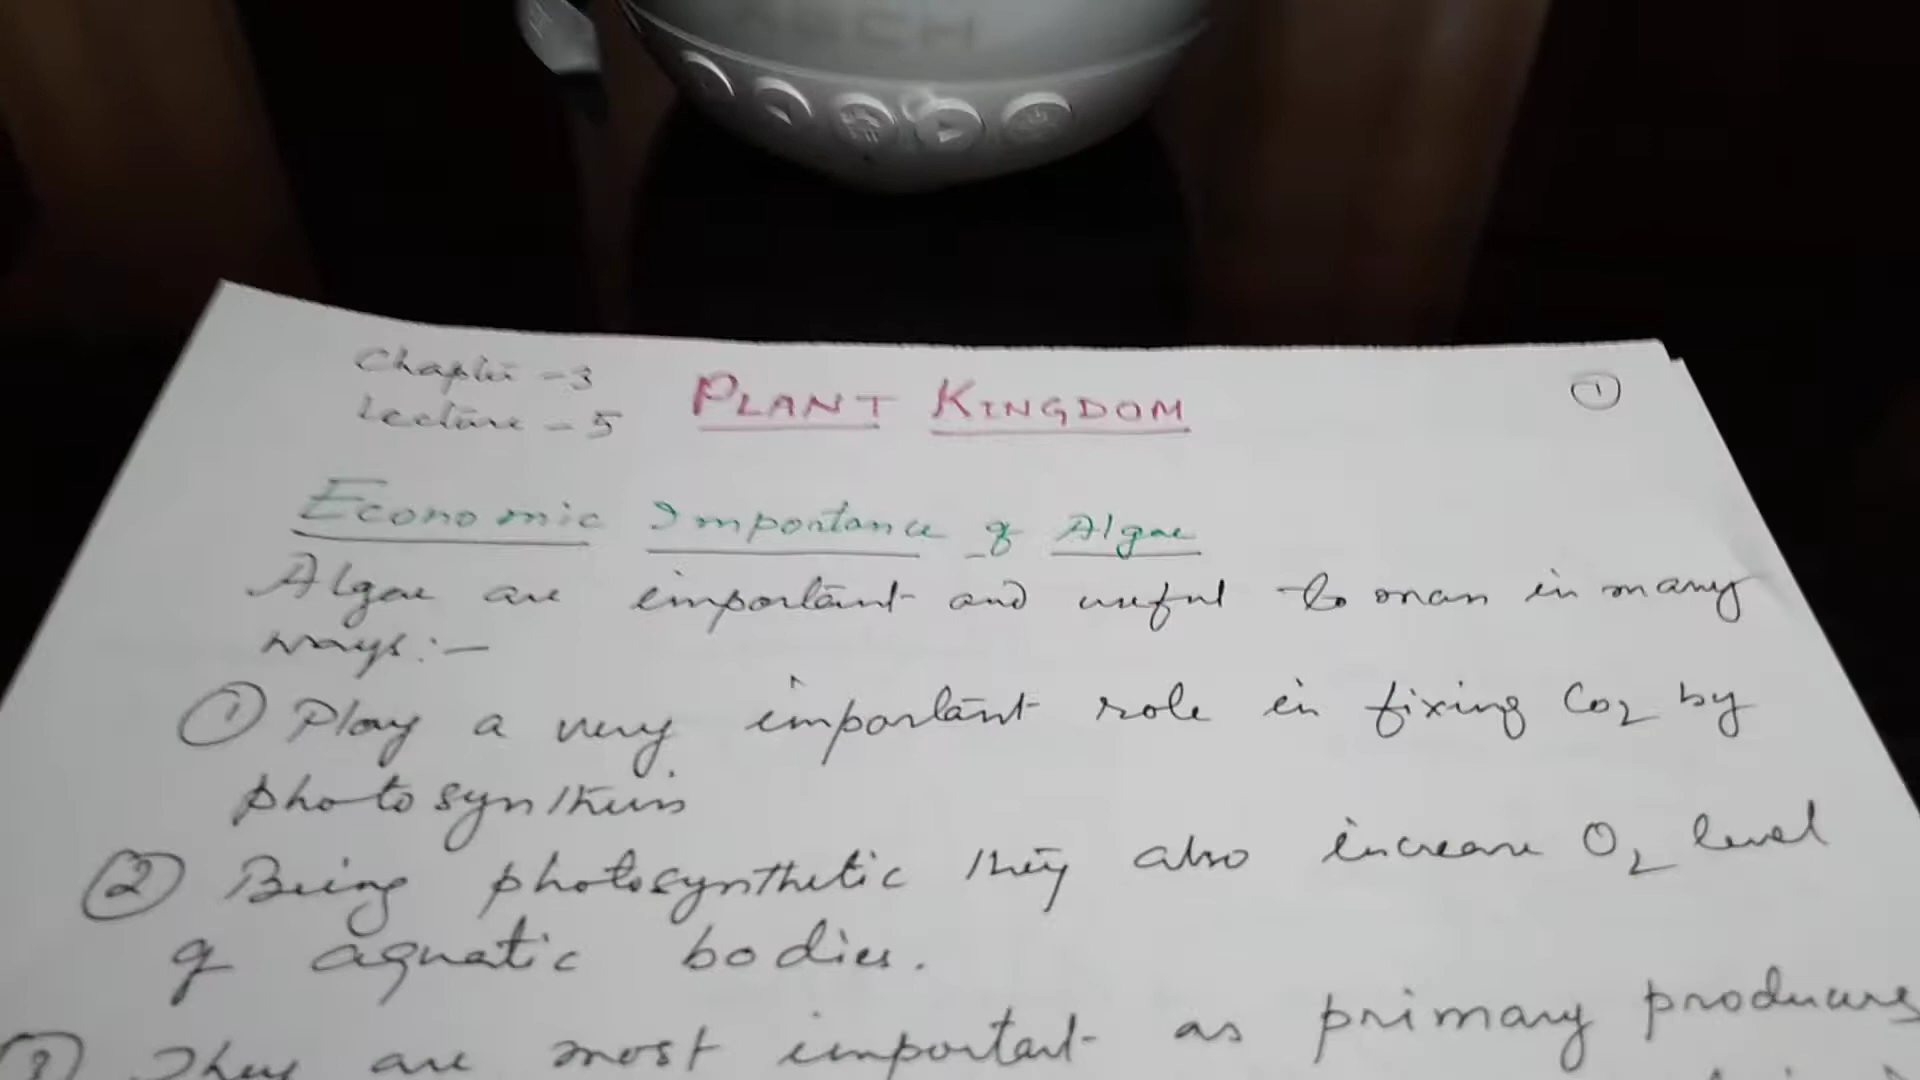 Chapter - 3
Lecture - 5
PLANT KINGDOM
1
Economic Importance of Algae
Algae are important and useful to man in many
ways:-
① Play a very important role in fixing CO2 by
photosynthesis
② Being photosynthetic they also increase O2 level
of aquatic bodies.
③ They are most important as primary producers